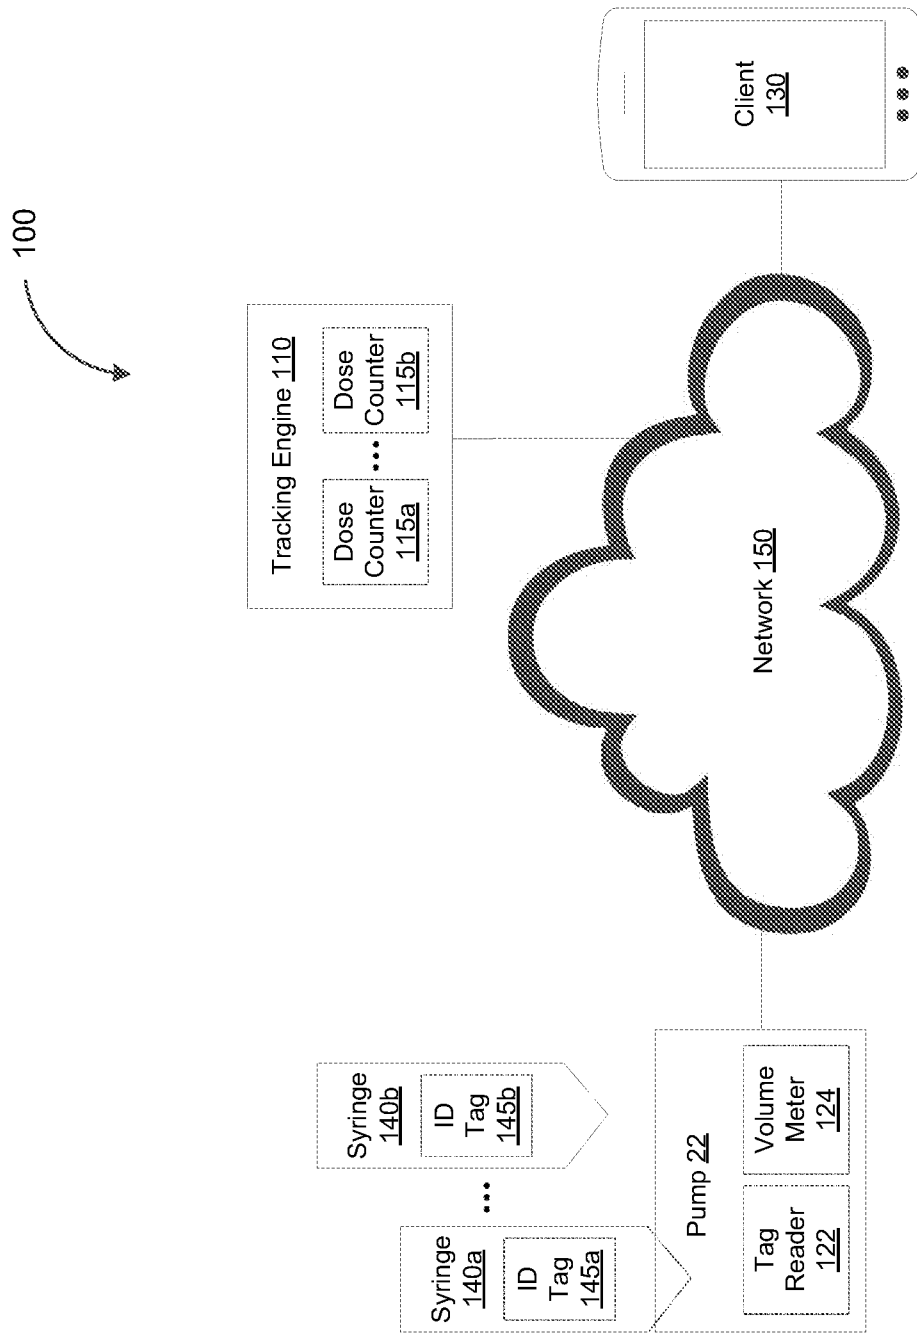 100
Tracking Engine 110
Dose
Counter
115a
Dose
Counter
115b
Syringe
140a
ID
Tag
145a
Syringe
140b
ID
Tag
145b
Pump 22
Tag
Reader
122
Volume
Meter
124
Network 150
Client
130